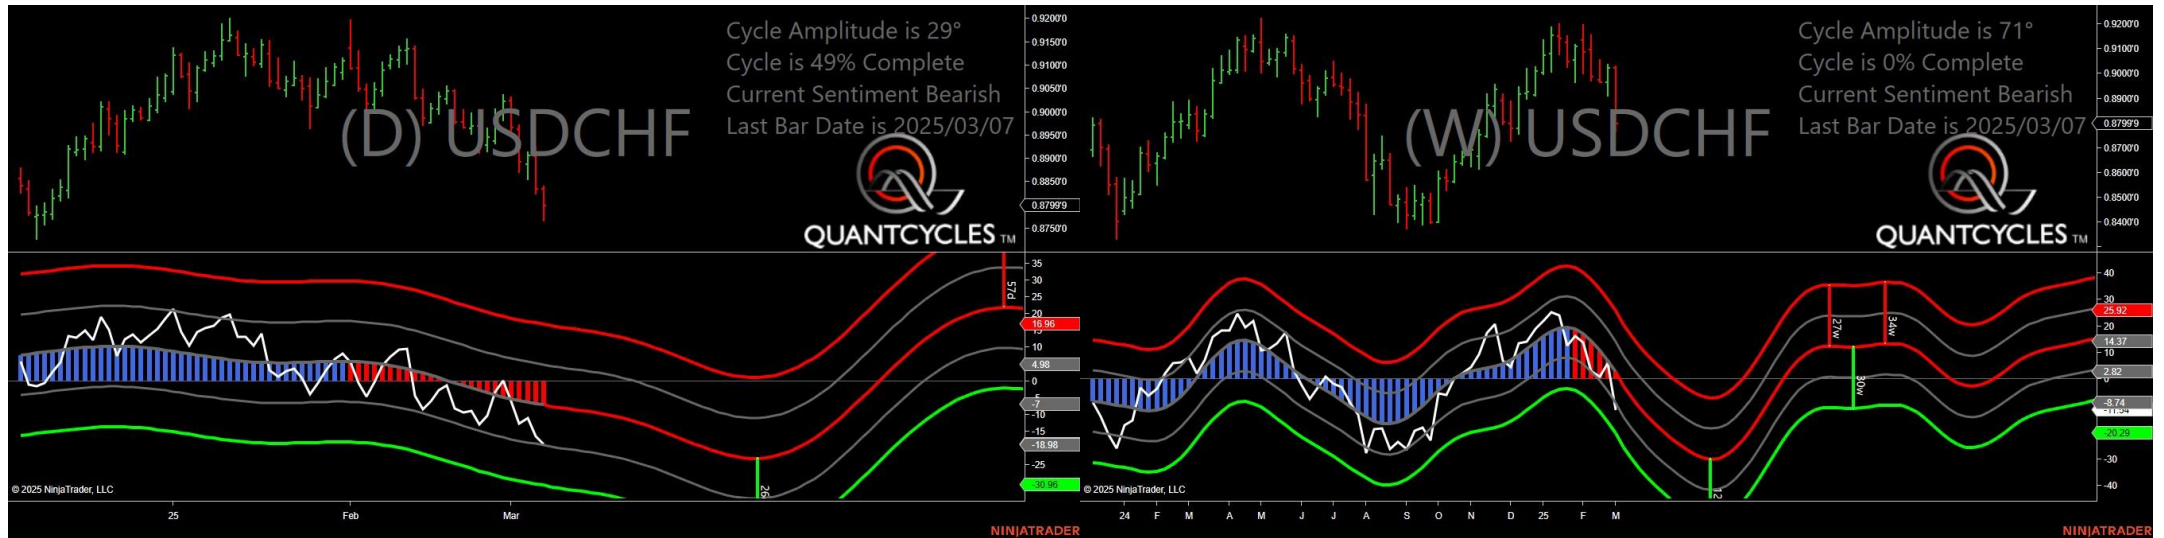 Cycle Amplitude is 29°
Cycle is 49% Complete
Current Sentiment Bearish
Last Bar Date is 2025/03/07
(D) USDCHF
QUANTCYCLES TM
0.9200'0
0.9150'0
0.9100'0
0.9050'0
0.9000'0
0.8950'0
0.8900'0
0.8850'0
0.8799'9
0.8750'0
35
30
25
20
16.96
10
4.98
0
-7
-10
-15
-18.98
-25
-30.96
57d
26
© 2025 NinjaTrader, LLC
25
Feb
Mar
NINJATRADER
Cycle Amplitude is 71°
Cycle is 0% Complete
Current Sentiment Bearish
Last Bar Date is 2025/03/07
(W) USDCHF
QUANTCYCLES TM
0.9200'0
0.9100'0
0.9000'0
0.8900'0
0.8799'9
0.8700'0
0.8600'0
0.8500'0
0.8400'0
40
30
25.92
20
14.37
10
2.82
0
-8.74
-11.54
-20.29
-30
-40
27w
34w
30w
12
© 2025 NinjaTrader, LLC
24
F
M
A
M
J
J
A
S
O
N
D
25
F
M
NINJATRADER